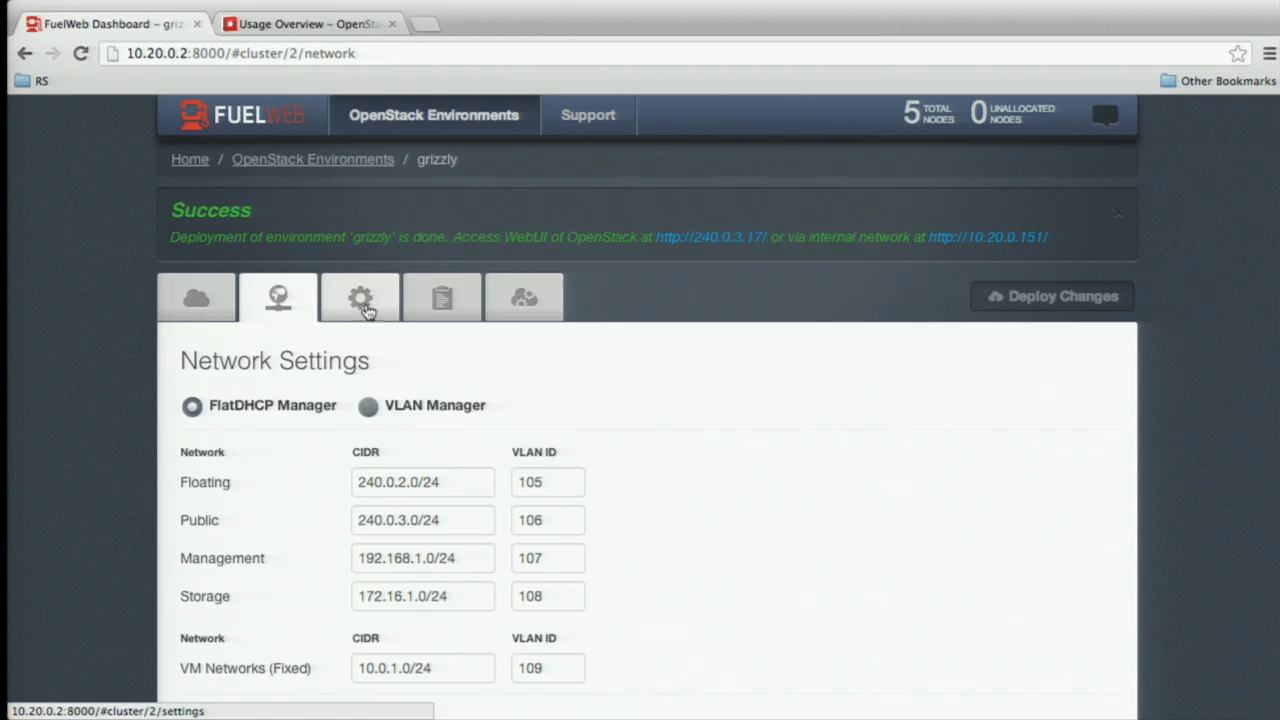 FuelWeb Dashboard – griz
Usage Overview – OpenSta
10.20.0.2:8000/#cluster/2/network
RS
Other Bookmarks
FUELWEB
OpenStack Environments
Support
5 TOTAL NODES
0 UNALLOCATED NODES
Home / OpenStack Environments / grizzly
Success
Deployment of environment 'grizzly' is done. Access WebUI of OpenStack at http://240.0.3.17/ or via internal network at http://10.20.0.151/
Deploy Changes
Network Settings
FlatDHCP Manager
VLAN Manager
Network CIDR VLAN ID
Floating 240.0.2.0/24 105
Public 240.0.3.0/24 106
Management 192.168.1.0/24 107
Storage 172.16.1.0/24 108
Network CIDR VLAN ID
VM Networks (Fixed) 10.0.1.0/24 109
10.20.0.2:8000/#cluster/2/settings